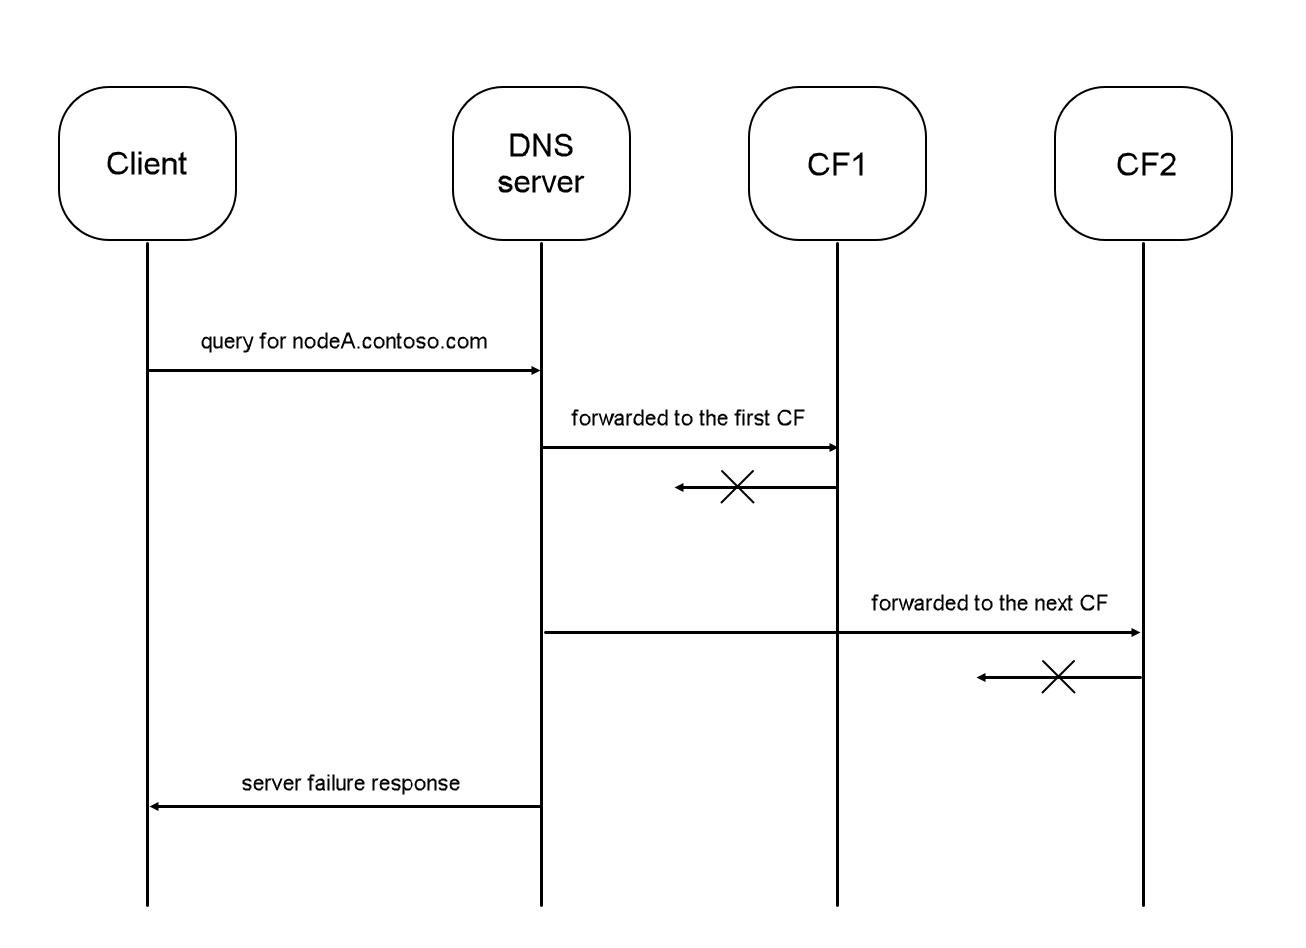 Client
DNS
server
CF1
CF2
query for nodeA.contoso.com
forwarded to the first CF
forwarded to the next CF
server failure response